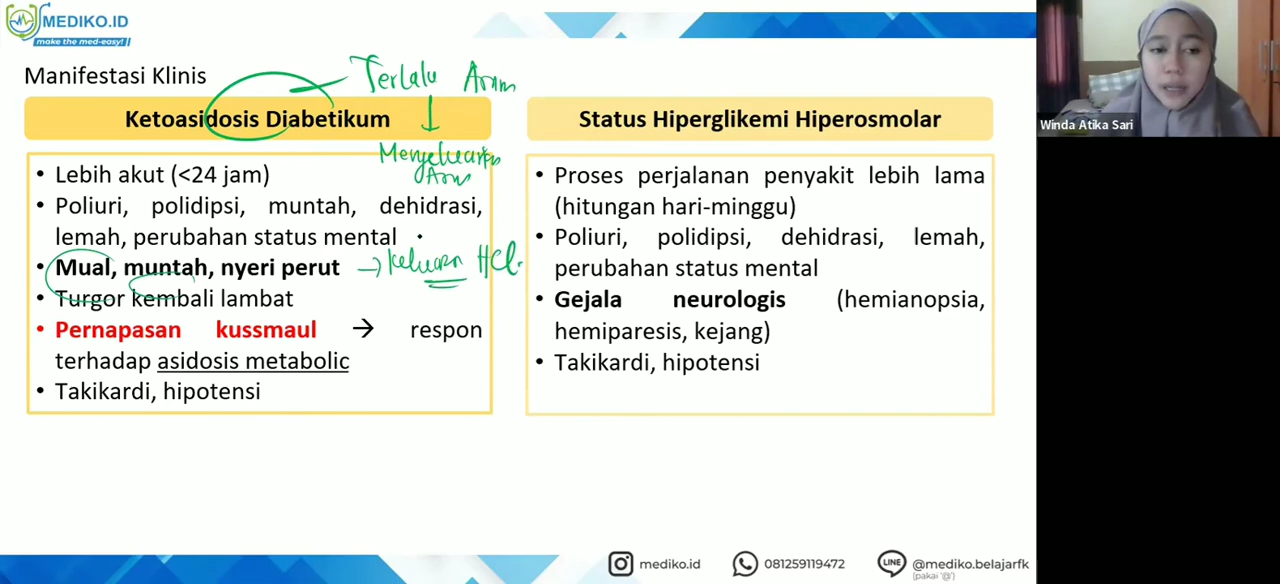 MEDIKO.ID
make the med-easy!
Manifestasi Klinis
Terlalu Asam
Ketoasidosis Diabetikum
Mengeluarkan
Asam
• Lebih akut (<24 jam)
• Poliuri, polidipsi, muntah, dehidrasi,
lemah, perubahan status mental
• Mual, muntah, nyeri perut
→ keluarkan HCl.
• Turgor kembali lambat
• Pernapasan kussmaul → respon
terhadap asidosis metabolic
• Takikardi, hipotensi
Status Hiperglikemi Hiperosmolar
• Proses perjalanan penyakit lebih lama
(hitungan hari-minggu)
• Poliuri, polidipsi, dehidrasi, lemah,
perubahan status mental
• Gejala neurologis (hemianopsia,
hemiparesis, kejang)
• Takikardi, hipotensi
Winda Atika Sari
mediko.id
081259119472
LINE
@mediko.belajarfk
(pakai '@')